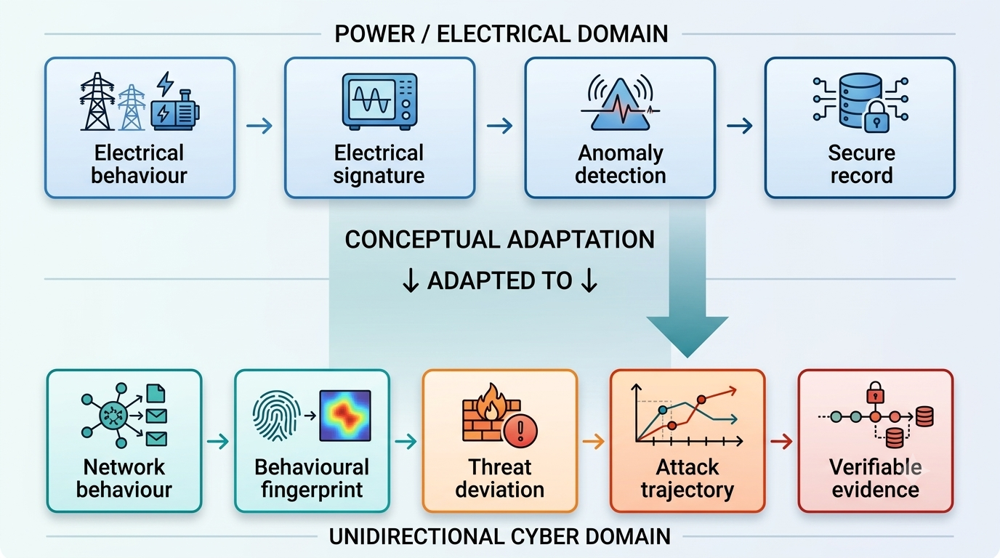 POWER / ELECTRICAL DOMAIN
Electrical
behaviour
Electrical
signature
Anomaly
detection
Secure
record
CONCEPTUAL ADAPTATION
↓ ADAPTED TO ↓
Network
behaviour
Behavioural
fingerprint
Threat
deviation
Attack
trajectory
Verifiable
evidence
UNIDIRECTIONAL CYBER DOMAIN